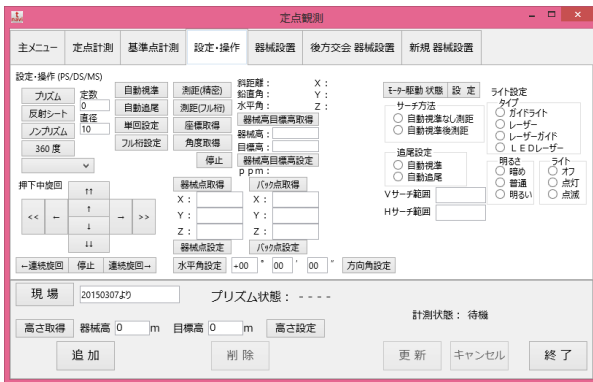 定点観測
主メニュー 定点計測 基準点計測 設定・操作 器械設置 後方交会 器械設置 新規 器械設置
設定・操作 (PS/DS/MS)
プリズム 定数 自動視準 測距(精密) 斜距離： X： モーター駆動 状態 設 定 ライト設定
0 鉛直角： Y： タイプ
反射シート 直径 自動追尾 測距(フル桁) 水平角： Z： サーチ方法 ガイドライト
ノンプリズム 10 単回設定 座標取得 器械高目標高取得 自動視準なし測距 レーザー
器械高： 自動視準後測距 レーザーガイド
360 度 フル桁設定 角度取得 目標高： ＬＥＤレーザー
停止 器械高目標高設定 追尾設定 明るさ ライト
ppm： 自動視準 暗め オフ
押下中旋回 器械点取得 バック点取得 自動追尾 普通 点灯
↑↑ X： X： Vサーチ範囲 明るい 点滅
<< ← ↑ → >> Y： Y： Hサーチ範囲
↓ Z： Z：
↓↓ 器械点設定 バック点設定
←連続旋回 停止 連続旋回→ 水平角設定 +00 ° 00 ' 00 " 方向角設定
現 場 20150307より プリズム状態： - - - -
計測状態： 待機
高さ取得 器械高 0 m 目標高 0 m 高さ設定
追 加 削 除 更 新 キャンセル 終 了